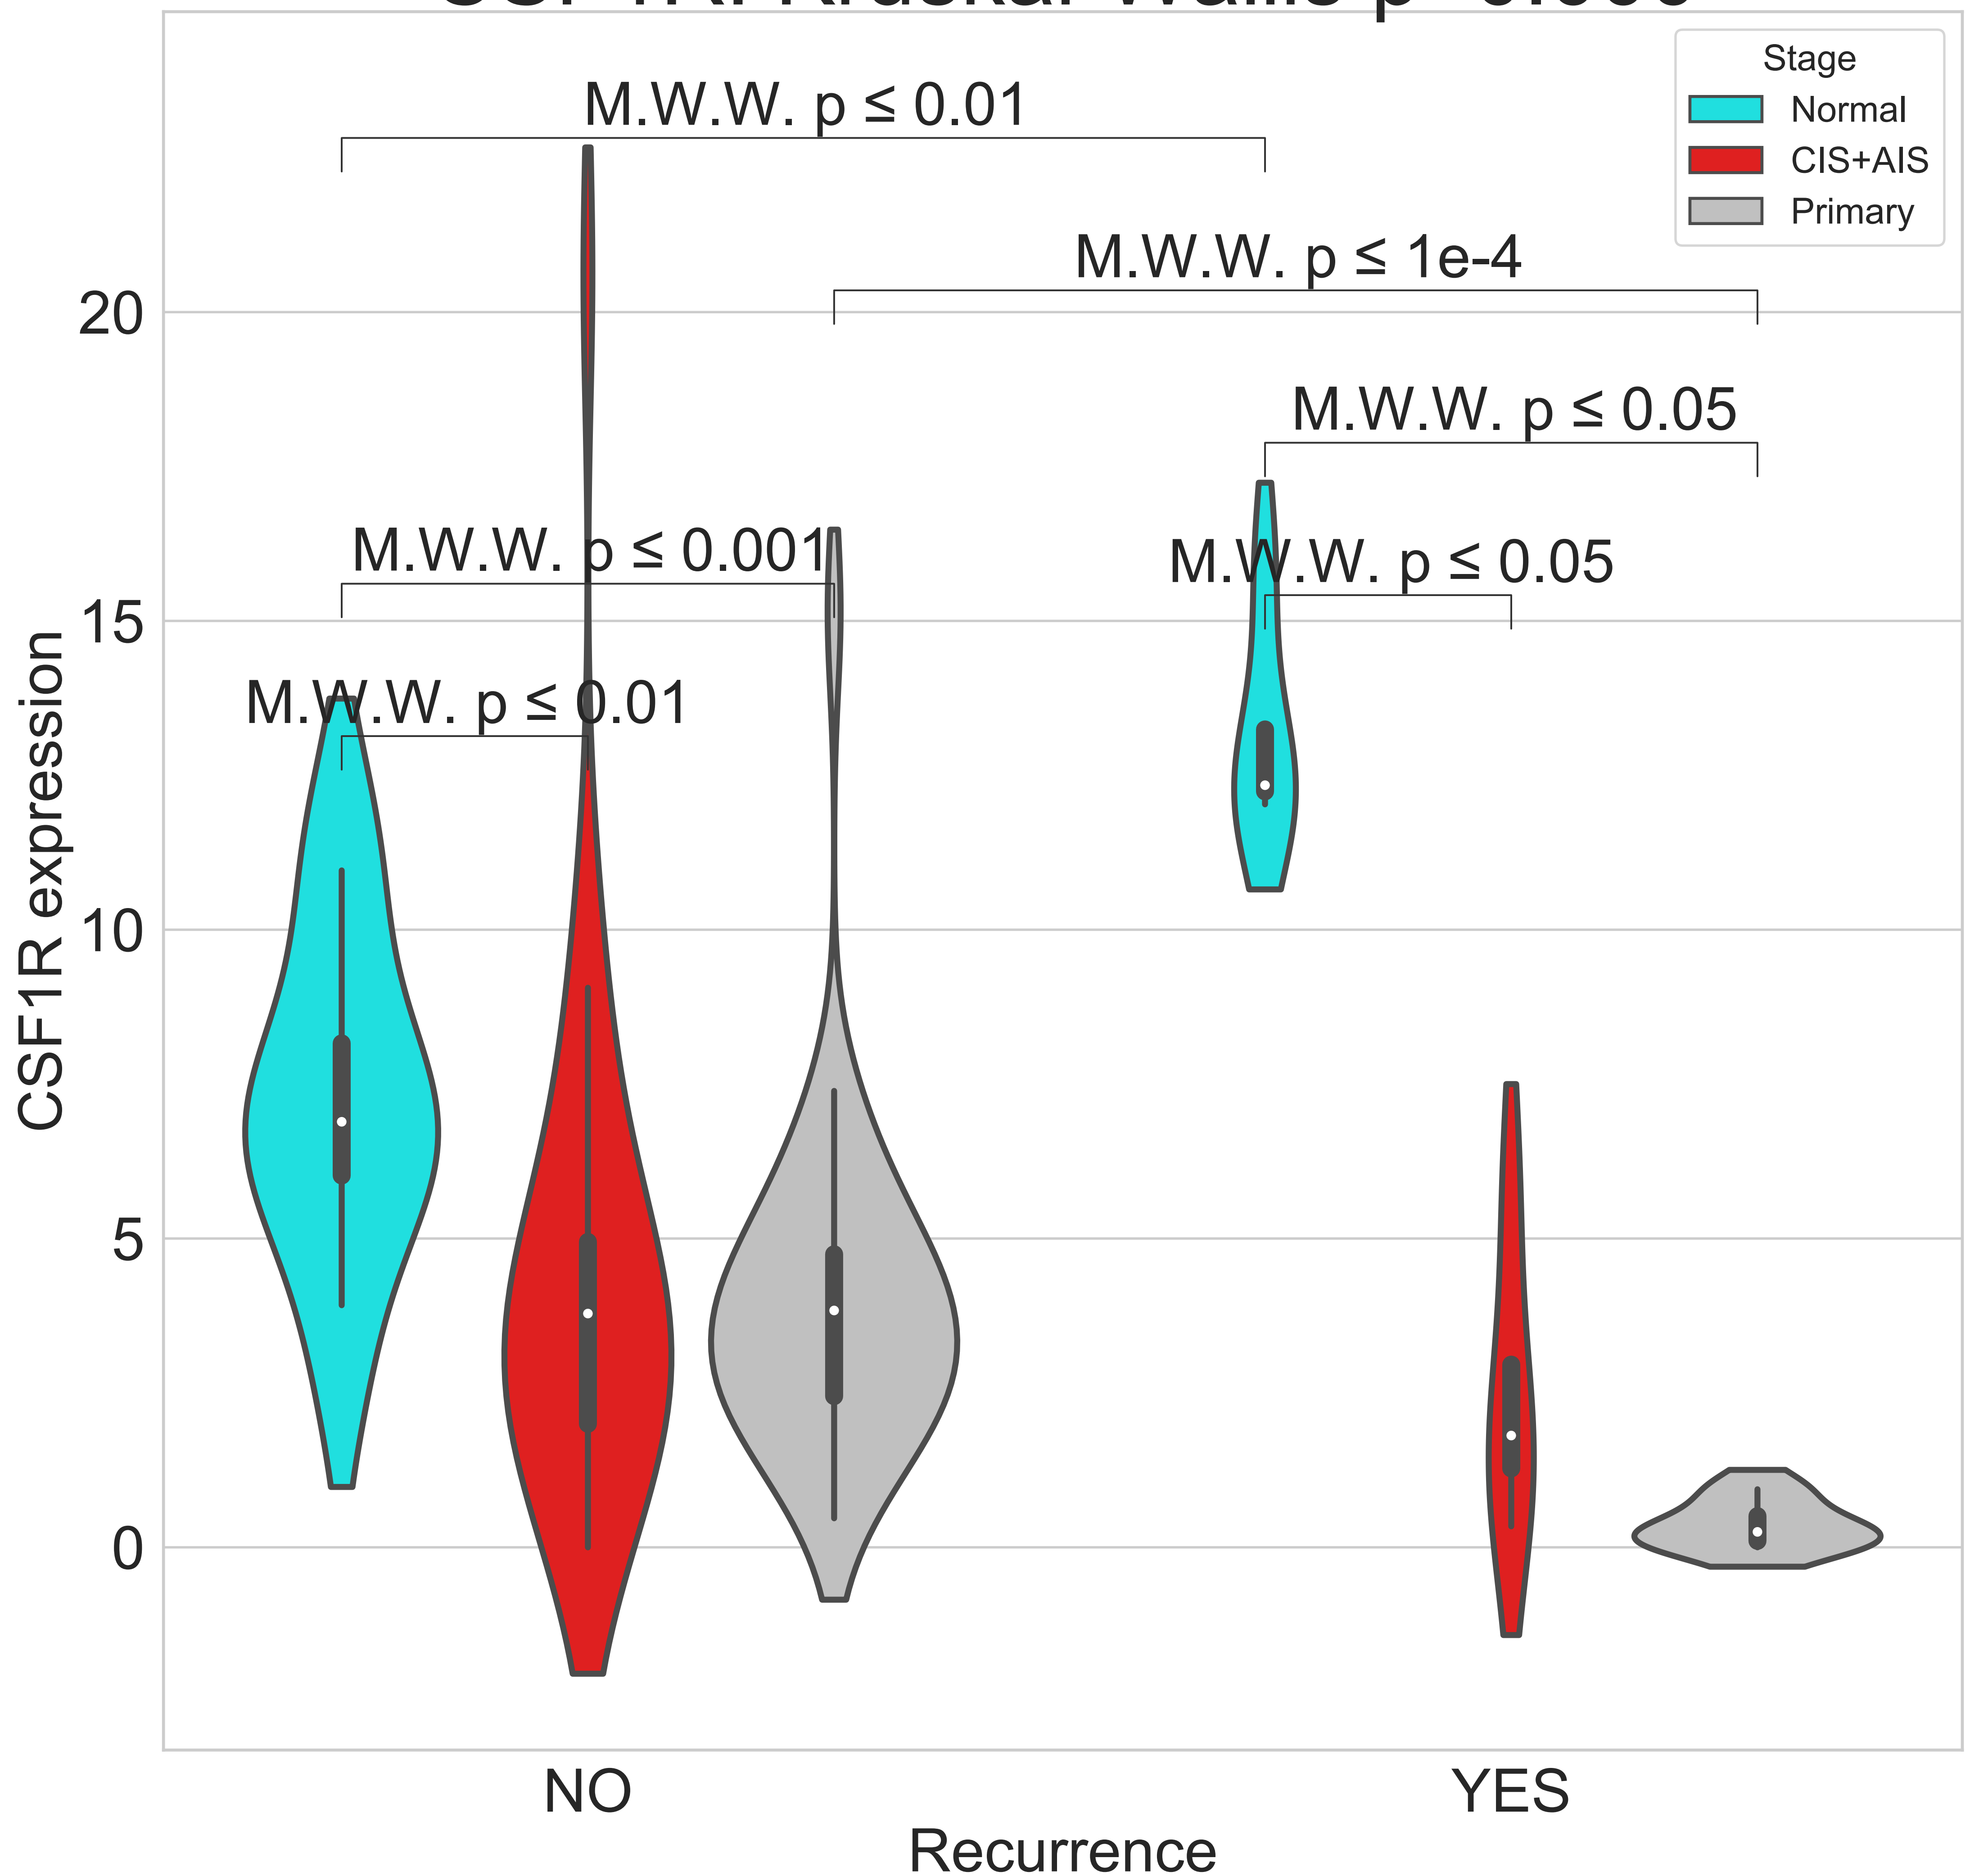 Stage
Normal
CIS+AIS
Primary
M.W.W. p ≤ 0.01
M.W.W. p ≤ 1e-4
M.W.W. p ≤ 0.05
M.W.W. p ≤ 0.001
M.W.W. p ≤ 0.05
M.W.W. p ≤ 0.01
CSF1R expression
20
15
10
5
0
NO
YES
Recurrence